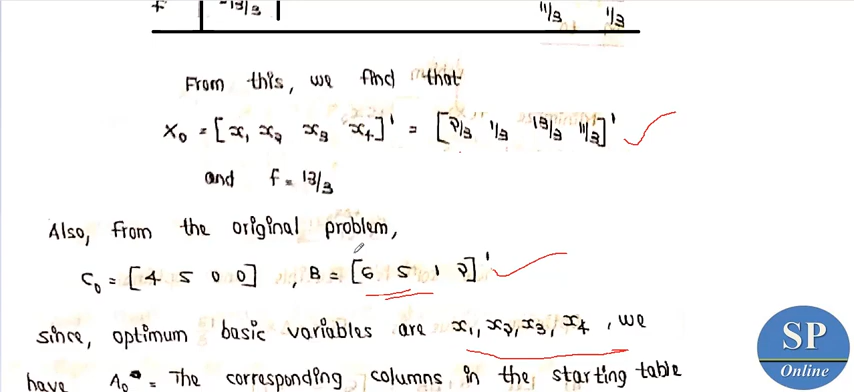 f -13/3 11/3 1/3
From this, we find that
X₀ = [x₁ x₂ x₃ x₄]' = [2/3 1/3 13/3 11/3]'
and f = 13/3
Also, from the original problem,
C₀ = [4 5 0 0] , B = [6 5 1 2]'
since, optimum basic variables are x₁, x₂, x₃, x₄ , we
have A₀ = The corresponding columns in the starting table
SP
Online